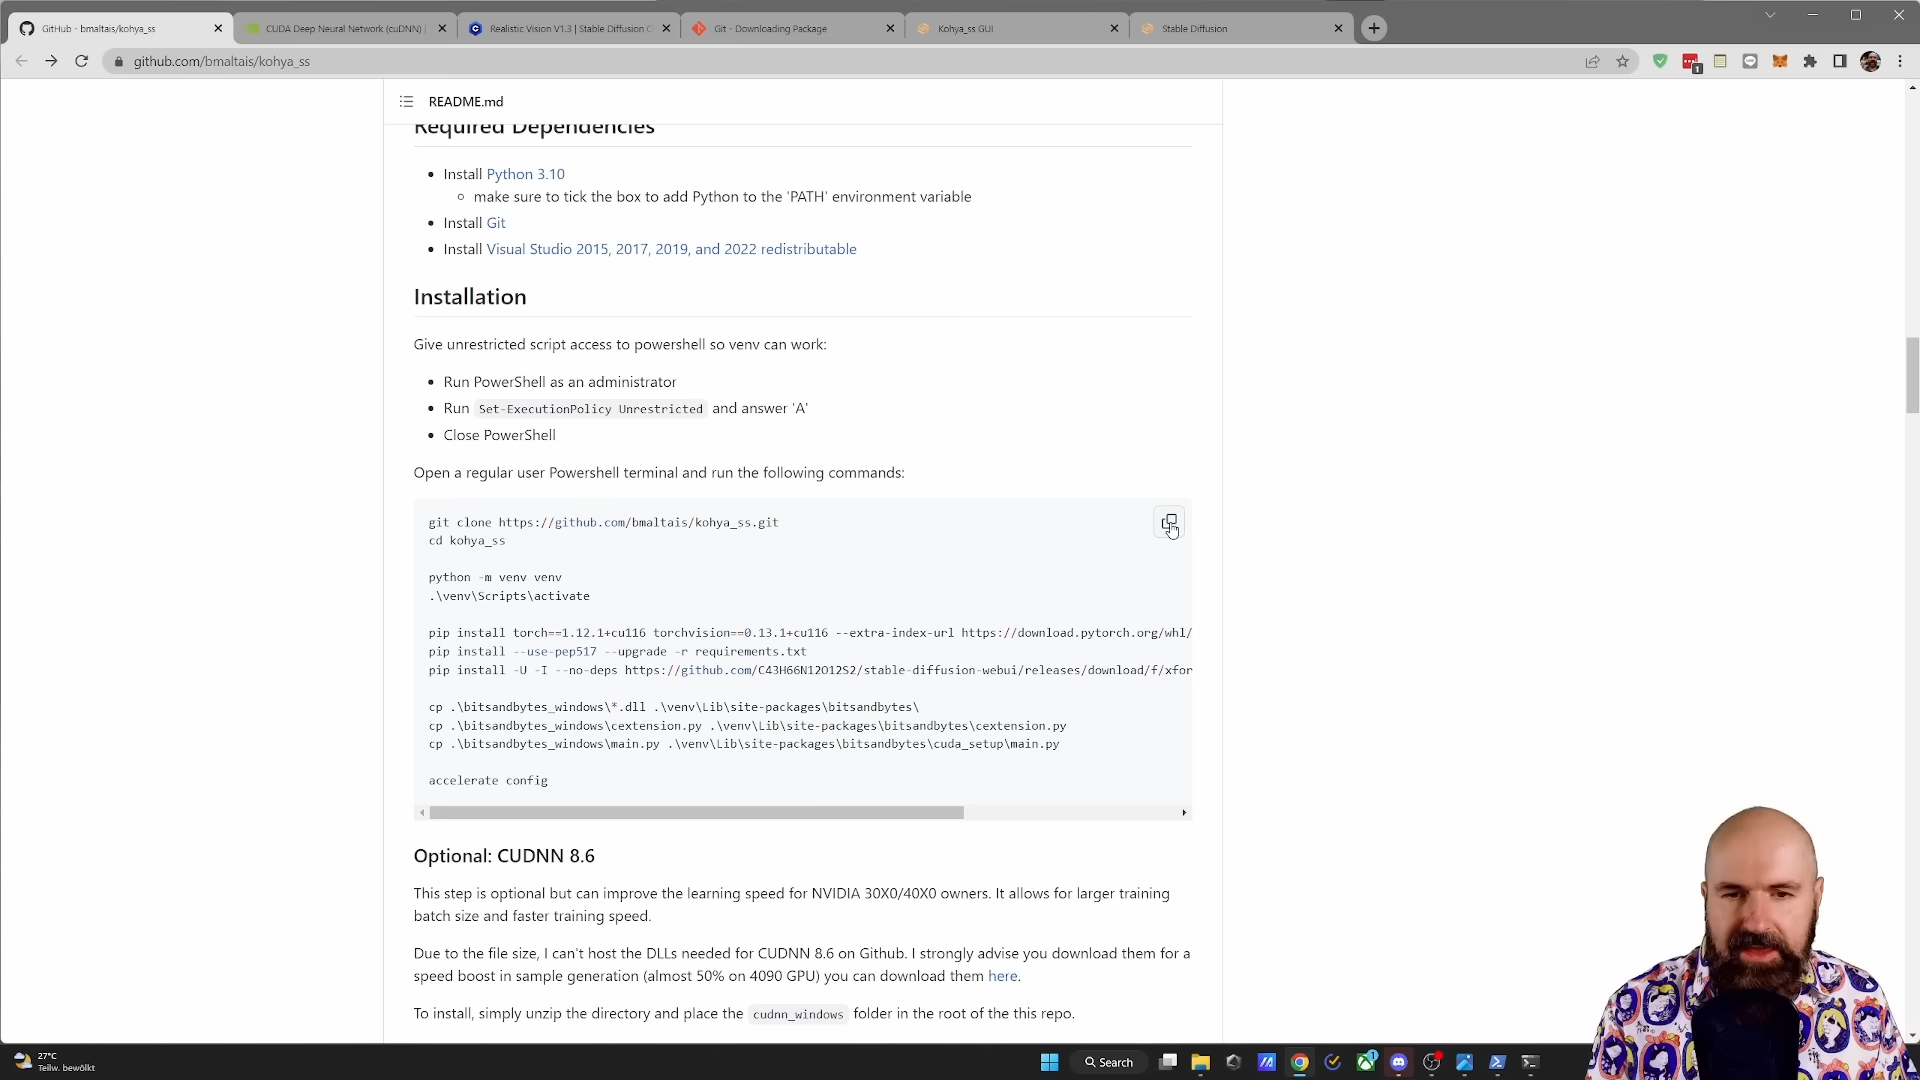 GitHub - bmaltais/kohya_ss
CUDA Deep Neural Network (cuDNN) |
Realistic Vision V1.3 | Stable Diffusion C
Git - Downloading Package
Kohya_ss GUI
Stable Diffusion
github.com/bmaltais/kohya_ss
1
README.md
Required Dependencies
Install Python 3.10
make sure to tick the box to add Python to the 'PATH' environment variable
Install Git
Install Visual Studio 2015, 2017, 2019, and 2022 redistributable
Installation
Give unrestricted script access to powershell so venv can work:
Run PowerShell as an administrator
Run Set-ExecutionPolicy Unrestricted and answer 'A'
Close PowerShell
Open a regular user Powershell terminal and run the following commands:
git clone https://github.com/bmaltais/kohya_ss.git
cd kohya_ss
python -m venv venv
.\venv\Scripts\activate
pip install torch==1.12.1+cu116 torchvision==0.13.1+cu116 --extra-index-url https://download.pytorch.org/whl/
pip install --use-pep517 --upgrade -r requirements.txt
pip install -U -I --no-deps https://github.com/C43H66N12O12S2/stable-diffusion-webui/releases/download/f/xfor
cp .\bitsandbytes_windows\*.dll .\venv\Lib\site-packages\bitsandbytes\
cp .\bitsandbytes_windows\cextension.py .\venv\Lib\site-packages\bitsandbytes\cextension.py
cp .\bitsandbytes_windows\main.py .\venv\Lib\site-packages\bitsandbytes\cuda_setup\main.py
accelerate config
Optional: CUDNN 8.6
This step is optional but can improve the learning speed for NVIDIA 30X0/40X0 owners. It allows for larger training
batch size and faster training speed.
Due to the file size, I can't host the DLLs needed for CUDNN 8.6 on Github. I strongly advise you download them for a
speed boost in sample generation (almost 50% on 4090 GPU) you can download them here.
To install, simply unzip the directory and place the cudnn_windows folder in the root of the this repo.
27°C
Teilw. bewölkt
Search